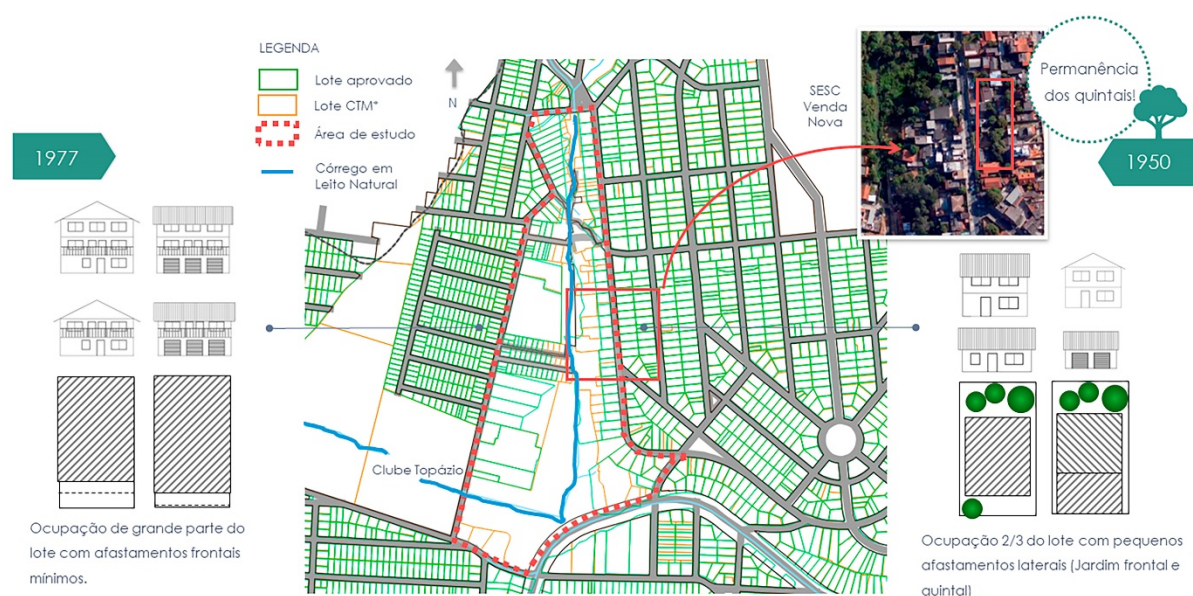 LEGENDA
Lote aprovado
Lote CTM*
Área de estudo
Córrego em
Leito Natural
N
SESC
Venda
Nova
Permanência
dos quintais!
1977
1950
Clube Topázio
Ocupação de grande parte do
lote com afastamentos frontais
mínimos.
Ocupação 2/3 do lote com pequenos
afastamentos laterais (Jardim frontal e
quintal)